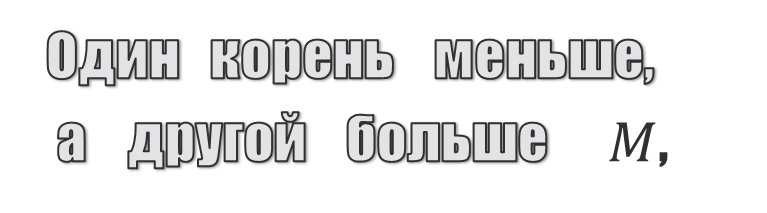 Один корень меньше,
а другой больше M,